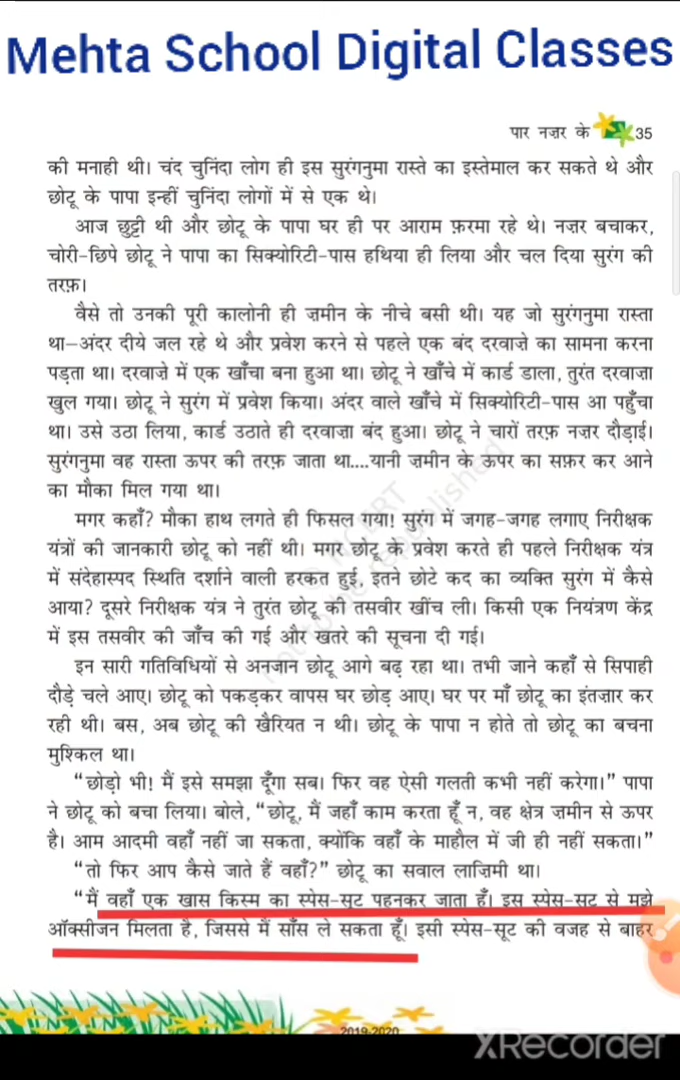 Mehta School Digital Classes
पार नज़र के 35
की मनाही थी। चंद चुनिंदा लोग ही इस सुरंगनुमा रास्ते का इस्तेमाल कर सकते थे और
छोटू के पापा इन्हीं चुनिंदा लोगों में से एक थे।
आज छुट्टी थी और छोटू के पापा घर ही पर आराम फ़रमा रहे थे। नज़र बचाकर,
चोरी-छिपे छोटू ने पापा का सिक्योरिटी-पास हथिया ही लिया और चल दिया सुरंग की
तरफ़।
वैसे तो उनकी पूरी कालोनी ही ज़मीन के नीचे बसी थी। यह जो सुरंगनुमा रास्ता
था—अंदर दीये जल रहे थे और प्रवेश करने से पहले एक बंद दरवाज़े का सामना करना
पड़ता था। दरवाज़े में एक खाँचा बना हुआ था। छोटू ने खाँचे में कार्ड डाला, तुरंत दरवाज़ा
खुल गया। छोटू ने सुरंग में प्रवेश किया। अंदर वाले खाँचे में सिक्योरिटी-पास आ पहुँचा
था। उसे उठा लिया, कार्ड उठाते ही दरवाज़ा बंद हुआ। छोटू ने चारों तरफ़ नज़र दौड़ाई।
सुरंगनुमा वह रास्ता ऊपर की तरफ़ जाता था....यानी ज़मीन के ऊपर का सफ़र कर आने
का मौका मिल गया था।
मगर कहाँ? मौका हाथ लगते ही फिसल गया! सुरंग में जगह-जगह लगाए निरीक्षक
यंत्रों की जानकारी छोटू को नहीं थी। मगर छोटू के प्रवेश करते ही पहले निरीक्षक यंत्र
में संदेहास्पद स्थिति दर्शाने वाली हरकत हुई, इतने छोटे कद का व्यक्ति सुरंग में कैसे
आया? दूसरे निरीक्षक यंत्र ने तुरंत छोटू की तसवीर खींच ली। किसी एक नियंत्रण केंद्र
में इस तसवीर की जाँच की गई और खतरे की सूचना दी गई।
इन सारी गतिविधियों से अनजान छोटू आगे बढ़ रहा था। तभी जाने कहाँ से सिपाही
दौड़े चले आए। छोटू को पकड़कर वापस घर छोड़ आए। घर पर माँ छोटू का इंतज़ार कर
रही थी। बस, अब छोटू की खैरियत न थी। छोटू के पापा न होते तो छोटू का बचना
मुश्किल था।
“छोड़ो भी! मैं इसे समझा दूँगा सब। फिर वह ऐसी गलती कभी नहीं करेगा।” पापा
ने छोटू को बचा लिया। बोले, “छोटू, मैं जहाँ काम करता हूँ न, वह क्षेत्र ज़मीन से ऊपर
है। आम आदमी वहाँ नहीं जा सकता, क्योंकि वहाँ के माहौल में जी ही नहीं सकता।”
“तो फिर आप कैसे जाते हैं वहाँ?” छोटू का सवाल लाज़िमी था।
“मैं वहाँ एक खास किस्म का स्पेस-सूट पहनकर जाता हूँ। इस स्पेस-सूट से मुझे
ऑक्सीजन मिलता है, जिससे मैं साँस ले सकता हूँ। इसी स्पेस-सूट की वजह से बाहर
© NCERT
not to be republished
2019-2020
XRecorder